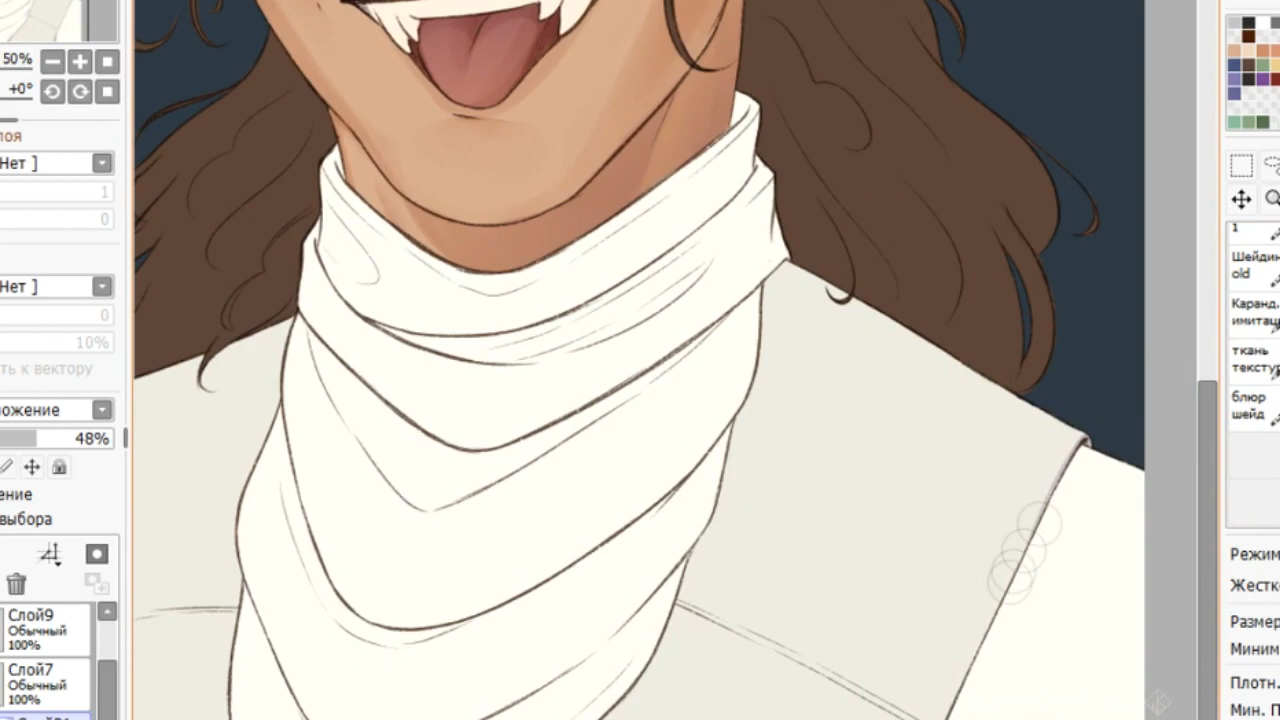 50%
+0°
лоя
Нет ]
1
0
Нет ]
0
10%
ть к вектору
ложение
48%
ение
выбора
Слой9
Обычный
100%
Слой7
Обычный
100%
1
Шейдин
old
Каранд.
имитац
ткань
текстур
блюр
шейд
Режим
Жестк
Размер
Миним
Плотн.
Мин. П